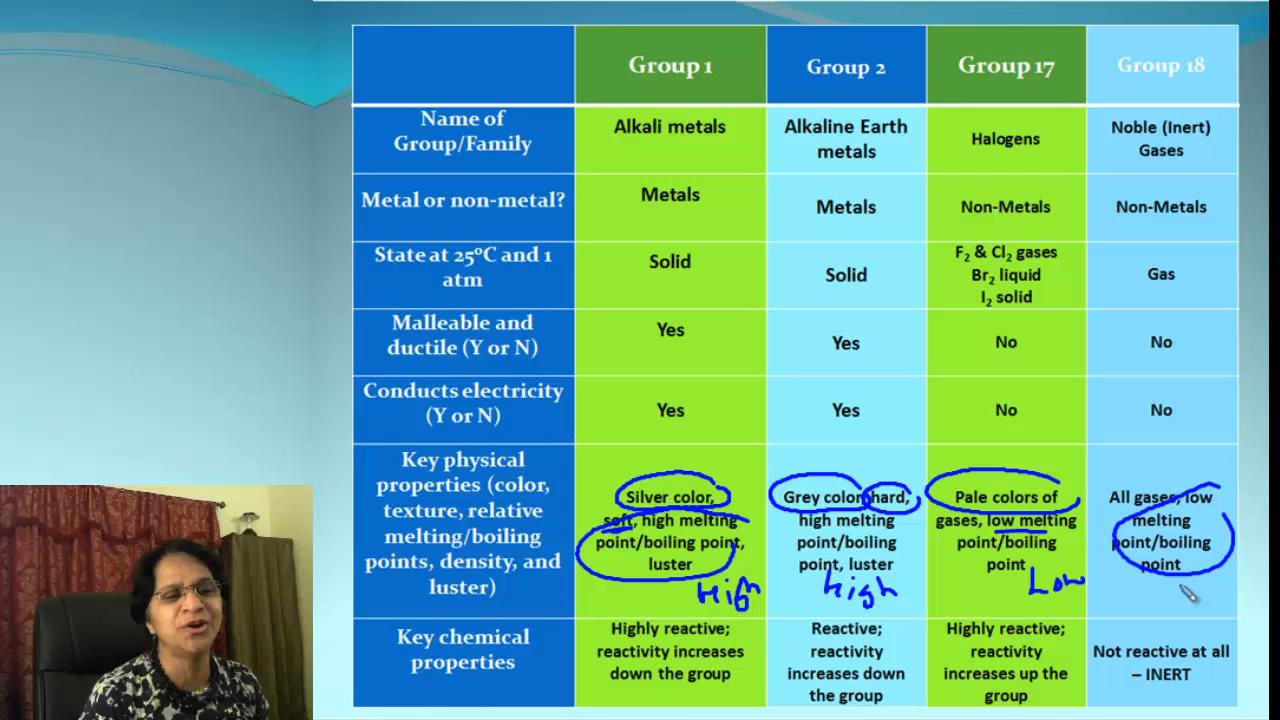 Group 1
Group 2
Group 17
Group 18
Name of
Group/Family
Alkali metals
Alkaline Earth
metals
Halogens
Noble (Inert)
Gases
Metal or non-metal?
Metals
Metals
Non-Metals
Non-Metals
State at 25°C and 1
atm
Solid
Solid
F₂ & Cl₂ gases
Br₂ liquid
I₂ solid
Gas
Malleable and
ductile (Y or N)
Yes
Yes
No
No
Conducts electricity
(Y or N)
Yes
Yes
No
No
Key physical
properties (color,
texture, relative
melting/boiling
points, density, and
luster)
Silver color,
soft, high melting
point/boiling point,
luster
High
Grey color, hard,
high melting
point/boiling
point, luster
high
Pale colors of
gases, low melting
point/boiling
point
Low
All gases, low
melting
point/boiling
point
Key chemical
properties
Highly reactive;
reactivity increases
down the group
Reactive;
reactivity
increases down
the group
Highly reactive;
reactivity
increases up the
group
Not reactive at all
– INERT